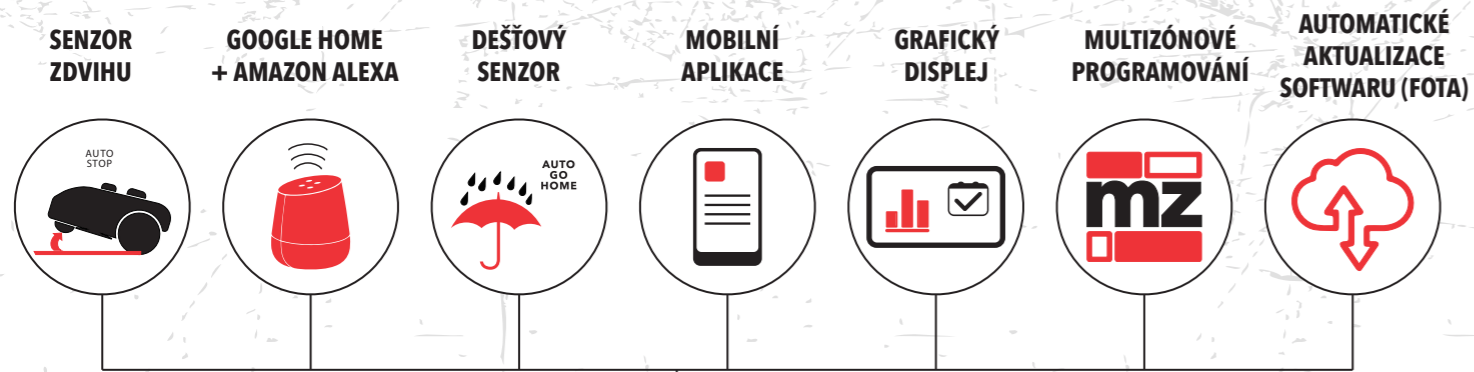 SENZOR
ZDVIHU
GOOGLE HOME
+ AMAZON ALEXA
DEŠŤOVÝ
SENZOR
MOBILNÍ
APLIKACE
GRAFICKÝ
DISPLEJ
MULTIZÓNOVÉ
PROGRAMOVÁNÍ
AUTOMATICKÉ
AKTUALIZACE
SOFTWARU (FOTA)
AUTO
STOP
AUTO
GO
HOME
mz